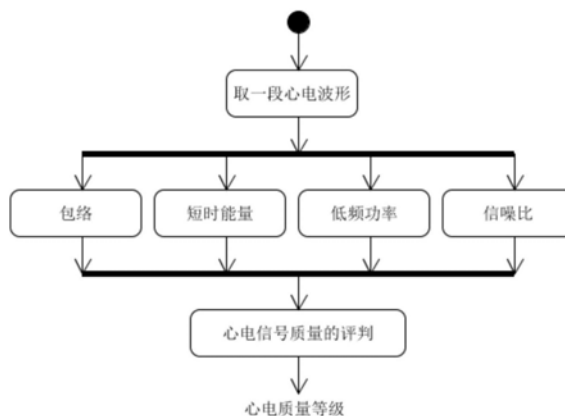 取一段心电波形
包络
短时能量
低频功率
信噪比
心电信号质量的评判
心电质量等级